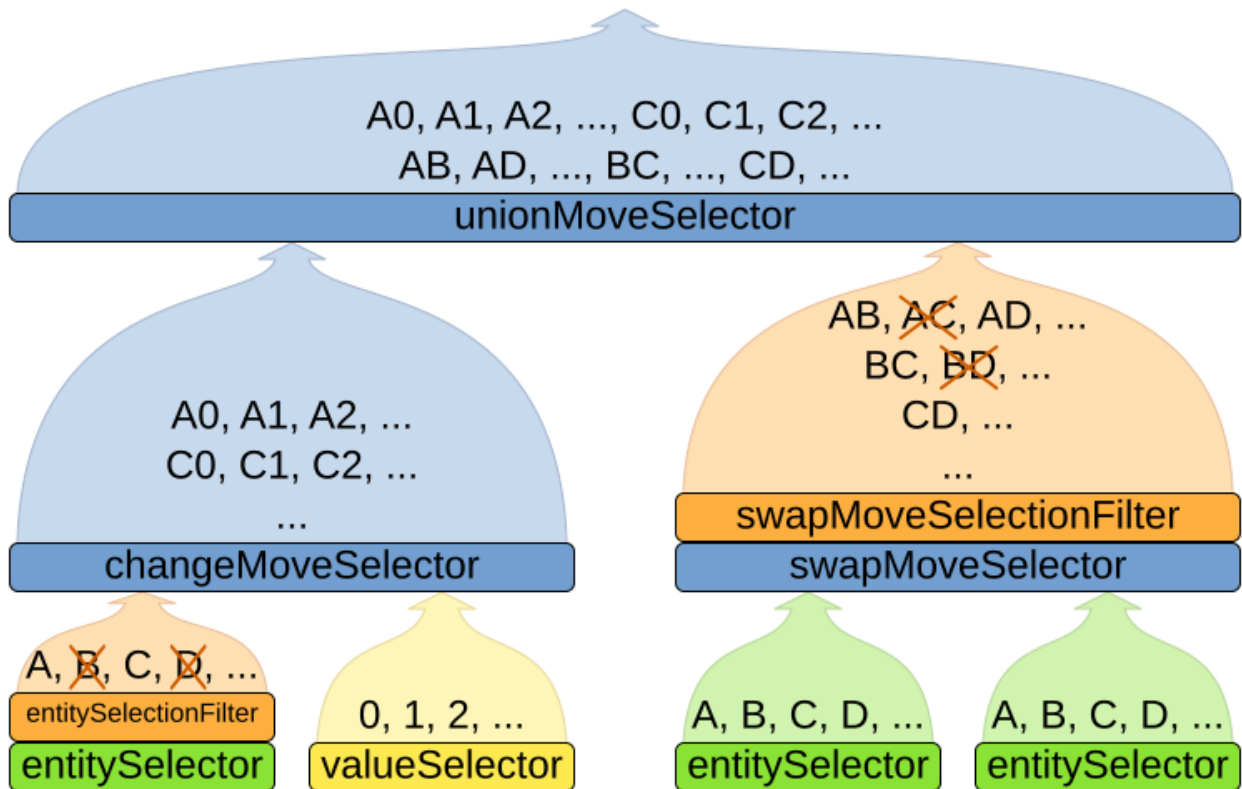 A0, A1, A2, ..., C0, C1, C2, ...
AB, AD, ..., BC, ..., CD, ...
unionMoveSelector
A0, A1, A2, ...
C0, C1, C2, ...
...
changeMoveSelector
A, B, C, D, ...
entitySelectionFilter
entitySelector
0, 1, 2, ...
valueSelector
AB, AC, AD, ...
BC, BD, ...
CD, ...
...
swapMoveSelectionFilter
swapMoveSelector
A, B, C, D, ...
entitySelector
A, B, C, D, ...
entitySelector